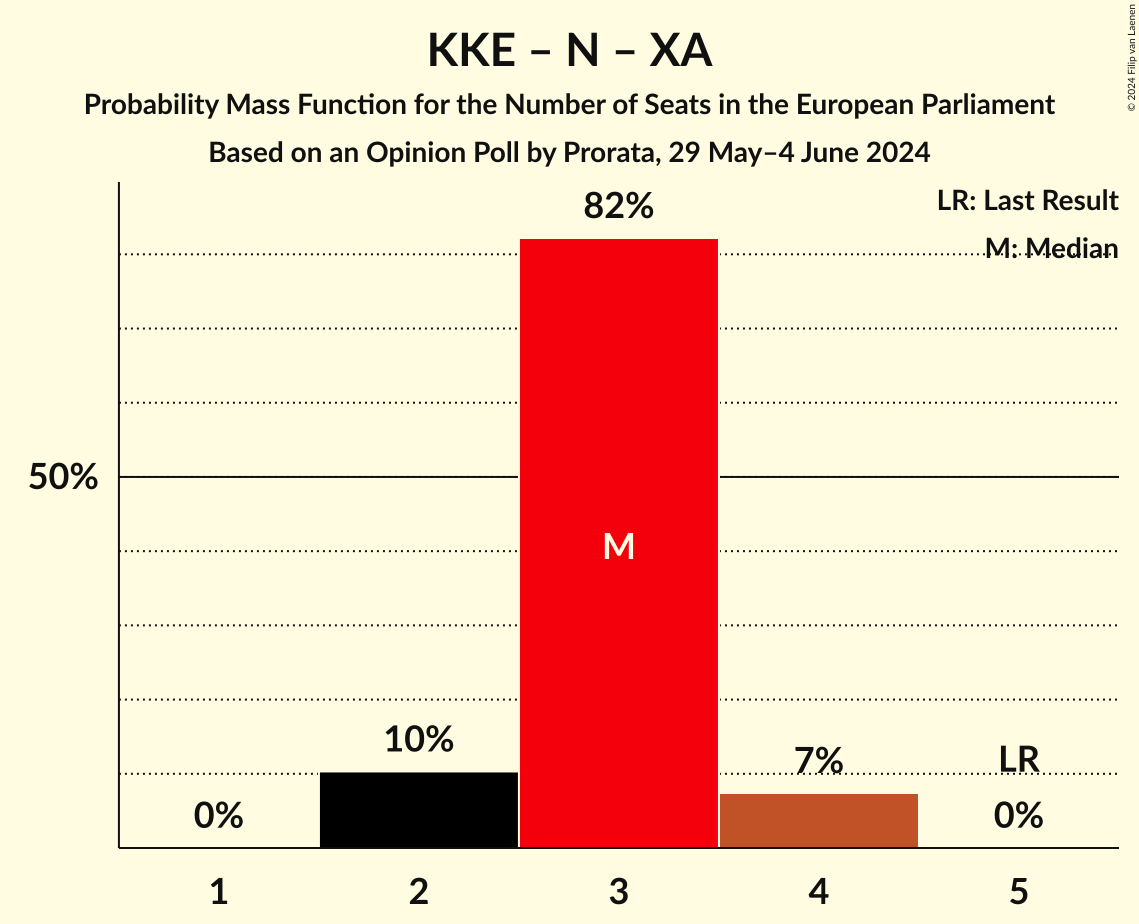 KKE – N – XA
Probability Mass Function for the Number of Seats in the European Parliament
Based on an Opinion Poll by Prorata, 29 May–4 June 2024
© 2024 Filip van Laenen
LR: Last Result
M: Median
82%
50%
M
10%
7%
LR
0%
0%
1 2 3 4 5